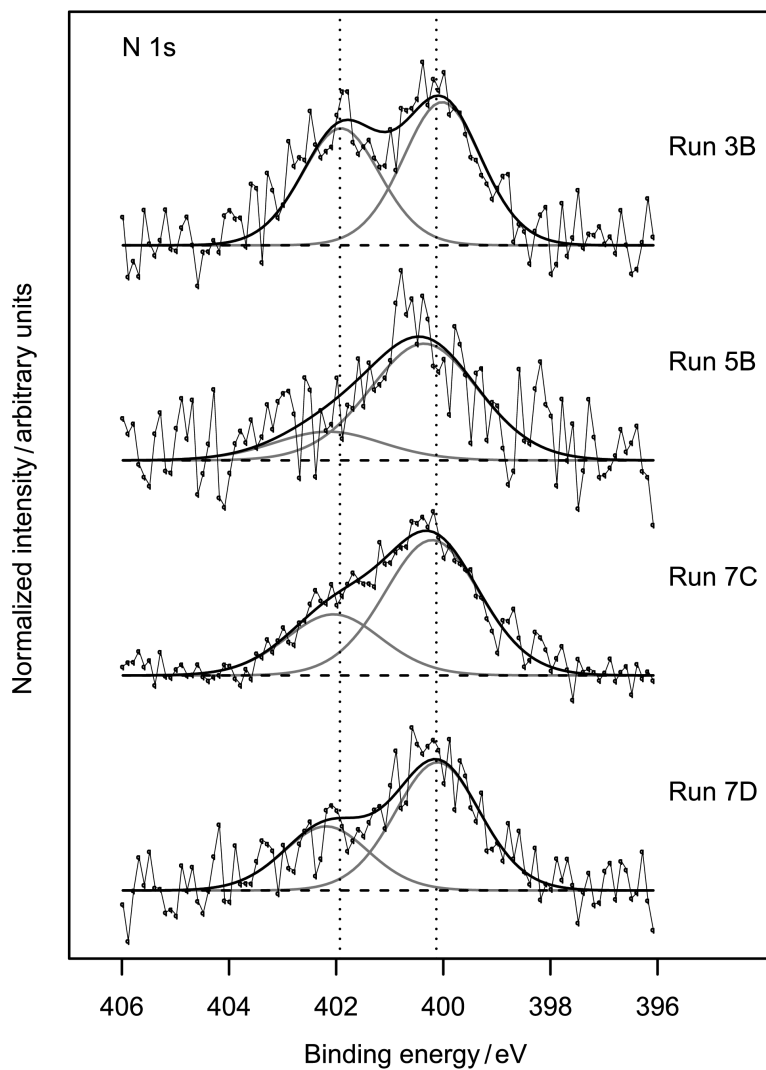 N 1s
Run 3B
Run 5B
Run 7C
Run 7D
Normalized intensity / arbitrary units
406 404 402 400 398 396
Binding energy / eV